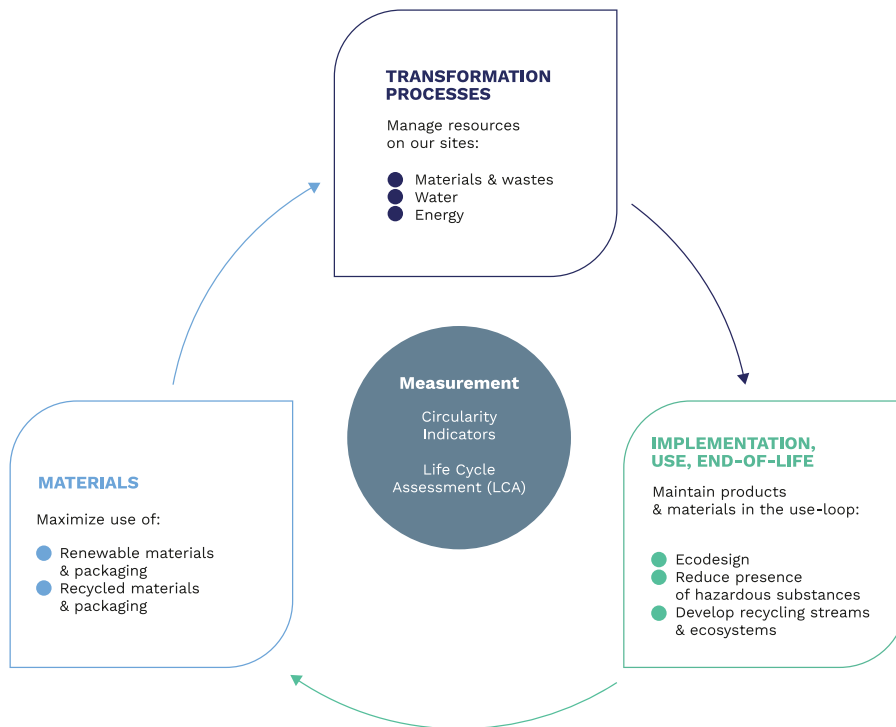 TRANSFORMATION
PROCESSES
Manage resources
on our sites:
Materials & wastes
Water
Energy
Measurement
Circularity
Indicators
Life Cycle
Assessment (LCA)
MATERIALS
Maximize use of:
Renewable materials
& packaging
Recycled materials
& packaging
IMPLEMENTATION,
USE, END-OF-LIFE
Maintain products
& materials in the use-loop:
Ecodesign
Reduce presence
of hazardous substances
Develop recycling streams
& ecosystems